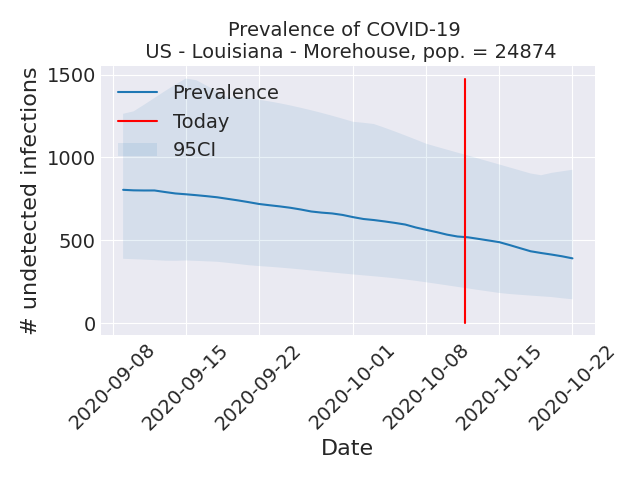 Prevalence of COVID-19
US - Louisiana - Morehouse, pop. = 24874
# undetected infections
1500
1000
500
0
Prevalence
Today
95CI
2020-09-08
2020-09-15
2020-09-22
2020-10-01
2020-10-08
2020-10-15
2020-10-22
Date